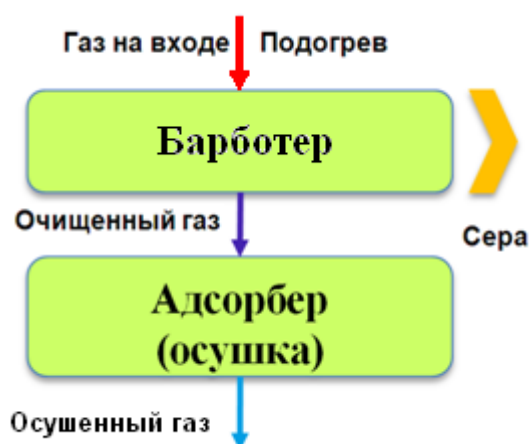 Газ на входе Подогрев
Барботер
Очищенный газ
Сера
Адсорбер
(осушка)
Осушенный газ